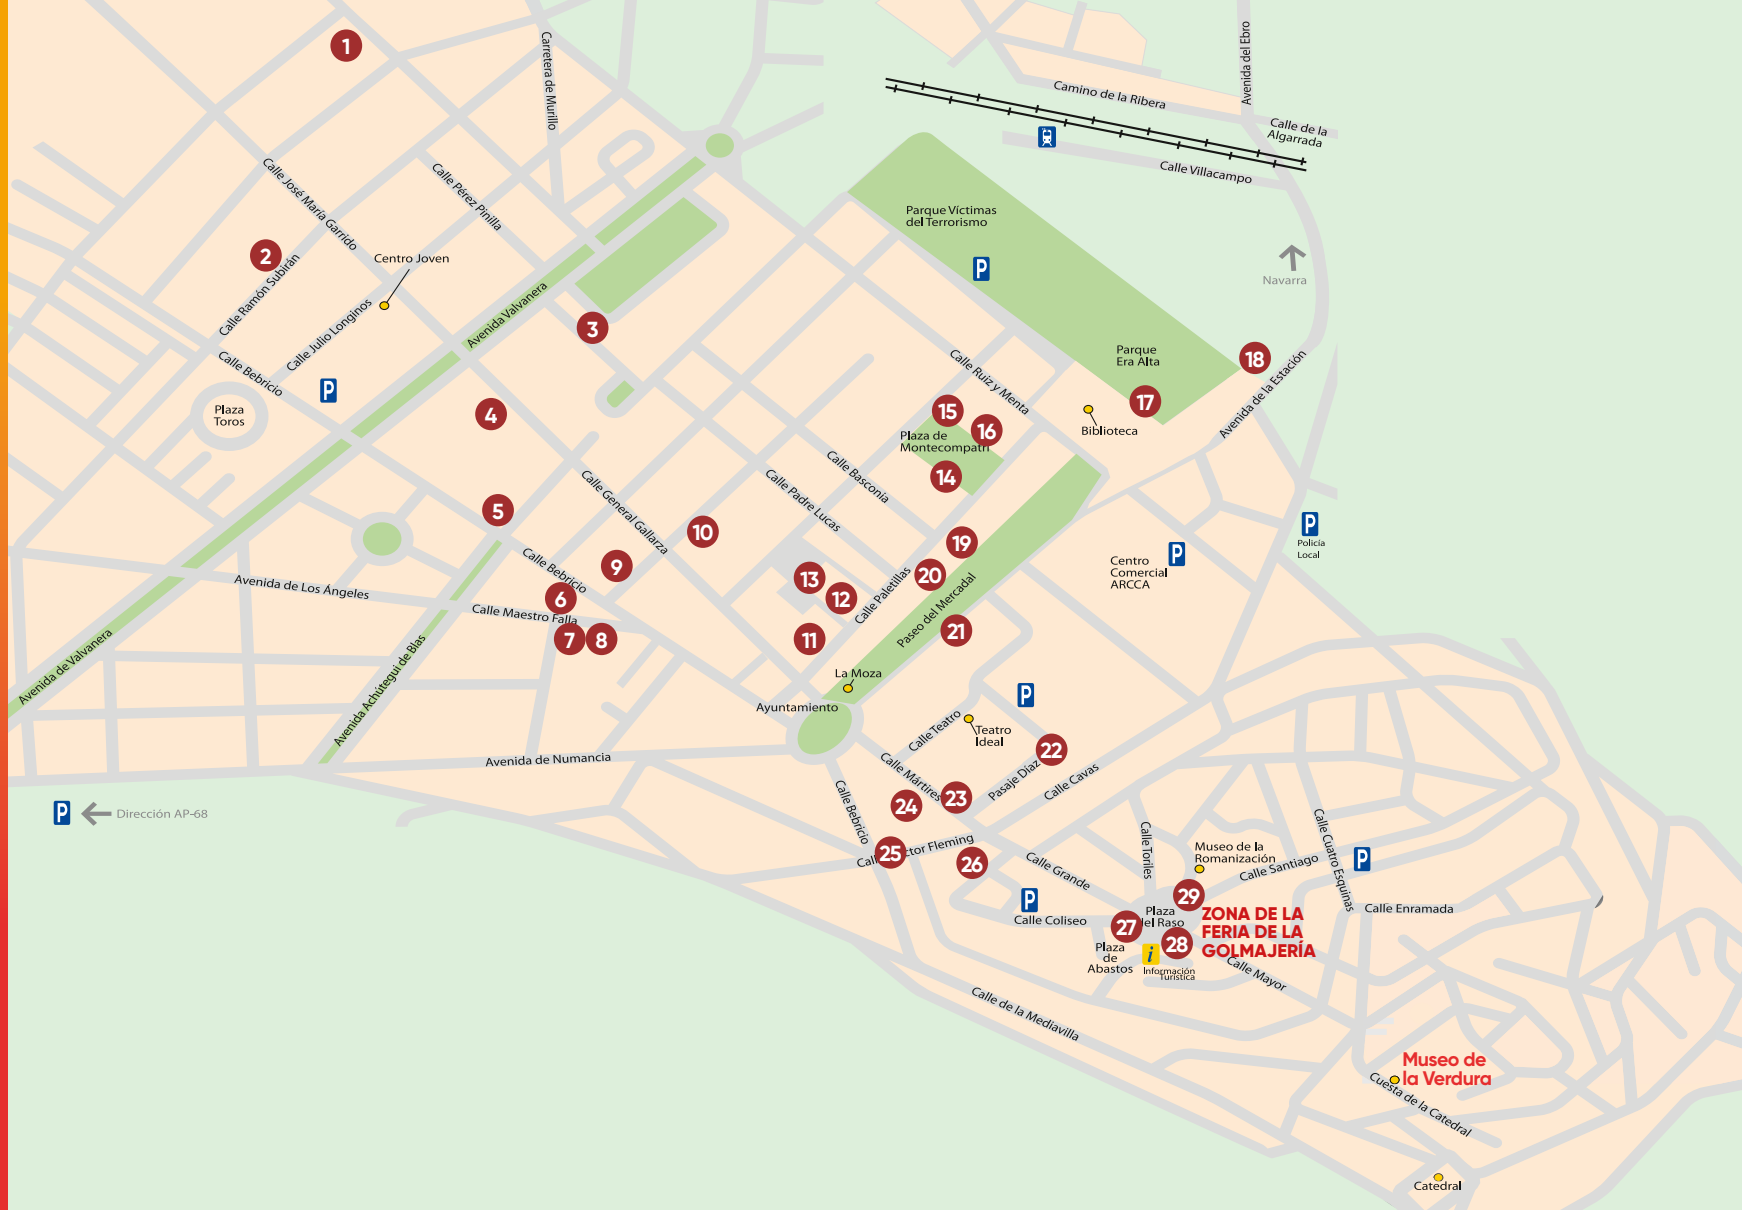 1
Carretera de Murillo
Avenida del Ebro
Camino de la Ribera
Calle de la
Algarrada
Calle Villacampo
Calle José María Garrido
Calle Pérez Pinilla
Parque Víctimas
del Terrorismo
P
2
Centro Joven
Navarra
Calle Ramón Subirán
Calle Julio Longinos
Avenida Valvanera
3
Calle Bebricio
P
Plaza
Toros
4
Calle Ruiz y Menta
Parque
Era Alta
18
17
Avenida de la Estación
Biblioteca
15
16
Plaza de
Montecompatri
14
Calle Basconia
Calle Padre Lucas
Calle General Gallarza
5
10
19
P
Policía
Local
Centro
Comercial
ARCCA
P
Calle Bebricio
9
13
12
20
Calle Paletillas
Paseo del Mercadal
Avenida de Los Ángeles
6
Calle Maestro Falla
7
8
11
21
Avenida de Valvanera
Avenida Achútegui de Blas
La Moza
Ayuntamiento
P
Calle Teatro
Teatro
Ideal
22
Avenida de Numancia
Calle Mártires
Pasaje Díaz
Calle Cavas
P
Dirección AP-68
Calle Bebricio
24
23
25
Calle Doctor Fleming
26
Calle Grande
Calle Toriles
Museo de la
Romanización
Calle Santiago
Calle Cuatro Esquinas
P
P
Calle Coliseo
29
Plaza
del Raso
27
28
ZONA DE LA
FERIA DE LA
GOLMAJERÍA
Calle Enramada
Plaza
de
Abastos
i
Información
Turística
Calle Mayor
Calle de la Mediavilla
Museo de
la Verdura
Cuesta de la Catedral
Catedral